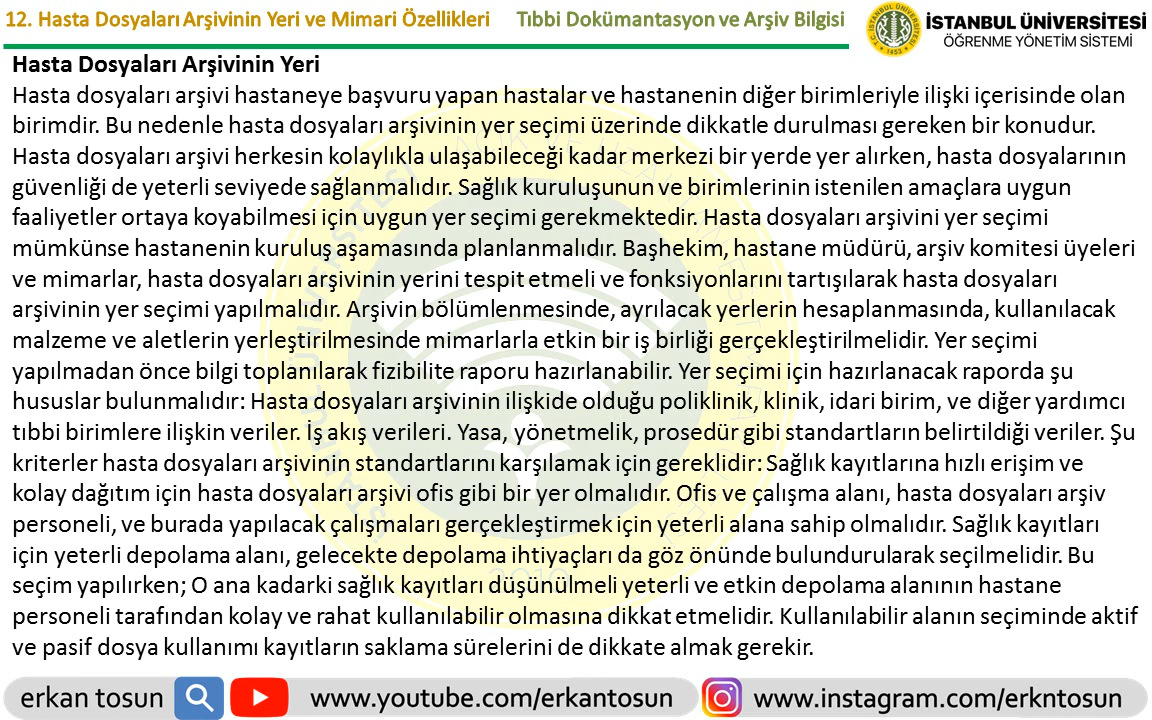 12. Hasta Dosyaları Arşivinin Yeri ve Mimari Özellikleri Tıbbi Dokümantasyon ve Arşiv Bilgisi
İSTANBUL ÜNİVERSİTESİ
ÖĞRENME YÖNETİM SİSTEMİ
Hasta Dosyaları Arşivinin Yeri
Hasta dosyaları arşivi hastaneye başvuru yapan hastalar ve hastanenin diğer birimleriyle ilişki içerisinde olan
birimdir. Bu nedenle hasta dosyaları arşivinin yer seçimi üzerinde dikkatle durulması gereken bir konudur.
Hasta dosyaları arşivi herkesin kolaylıkla ulaşabileceği kadar merkezi bir yerde yer alırken, hasta dosyalarının
güvenliği de yeterli seviyede sağlanmalıdır. Sağlık kuruluşunun ve birimlerinin istenilen amaçlara uygun
faaliyetler ortaya koyabilmesi için uygun yer seçimi gerekmektedir. Hasta dosyaları arşivini yer seçimi
mümkünse hastanenin kuruluş aşamasında planlanmalıdır. Başhekim, hastane müdürü, arşiv komitesi üyeleri
ve mimarlar, hasta dosyaları arşivinin yerini tespit etmeli ve fonksiyonlarını tartışılarak hasta dosyaları
arşivinin yer seçimi yapılmalıdır. Arşivin bölümlenmesinde, ayrılacak yerlerin hesaplanmasında, kullanılacak
malzeme ve aletlerin yerleştirilmesinde mimarlarla etkin bir iş birliği gerçekleştirilmelidir. Yer seçimi
yapılmadan önce bilgi toplanılarak fizibilite raporu hazırlanabilir. Yer seçimi için hazırlanacak raporda şu
hususlar bulunmalıdır: Hasta dosyaları arşivinin ilişkide olduğu poliklinik, klinik, idari birim, ve diğer yardımcı
tıbbi birimlere ilişkin veriler. İş akış verileri. Yasa, yönetmelik, prosedür gibi standartların belirtildiği veriler. Şu
kriterler hasta dosyaları arşivinin standartlarını karşılamak için gereklidir: Sağlık kayıtlarına hızlı erişim ve
kolay dağıtım için hasta dosyaları arşivi ofis gibi bir yer olmalıdır. Ofis ve çalışma alanı, hasta dosyaları arşiv
personeli, ve burada yapılacak çalışmaları gerçekleştirmek için yeterli alana sahip olmalıdır. Sağlık kayıtları
için yeterli depolama alanı, gelecekte depolama ihtiyaçları da göz önünde bulundurularak seçilmelidir. Bu
seçim yapılırken; O ana kadarki sağlık kayıtları düşünülmeli yeterli ve etkin depolama alanının hastane
personeli tarafından kolay ve rahat kullanılabilir olmasına dikkat etmelidir. Kullanılabilir alanın seçiminde aktif
ve pasif dosya kullanımı kayıtların saklama sürelerini de dikkate almak gerekir.
erkan tosun www.youtube.com/erkantosun www.instagram.com/erkntosun